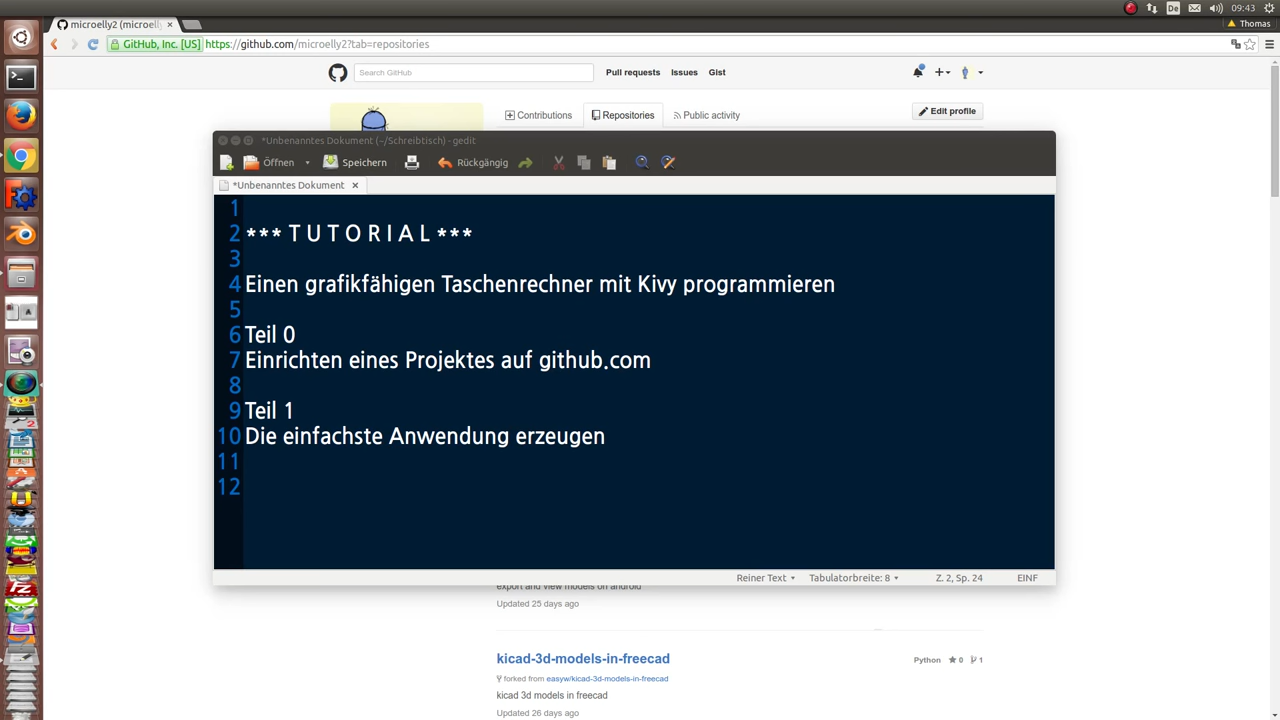 09:43
De
microelly2 (microelly
Thomas
GitHub, Inc. [US] https://github.com/microelly2?tab=repositories
Search GitHub
Pull requests Issues Gist
Contributions Repositories Public activity
Edit profile
*Unbenanntes Dokument (~/Schreibtisch) - gedit
Öffnen Speichern Rückgängig
*Unbenanntes Dokument
1
2 *** T U T O R I A L ***
3
4 Einen grafikfähigen Taschenrechner mit Kivy programmieren
5
6 Teil 0
7 Einrichten eines Projektes auf github.com
8
9 Teil 1
10 Die einfachste Anwendung erzeugen
11
12
Reiner Text Tabulatorbreite: 8 Z. 2, Sp. 24 EINF
export and view models on android
Updated 25 days ago
kicad-3d-models-in-freecad
Python 0 1
forked from easyw/kicad-3d-models-in-freecad
kicad 3d models in freecad
Updated 26 days ago